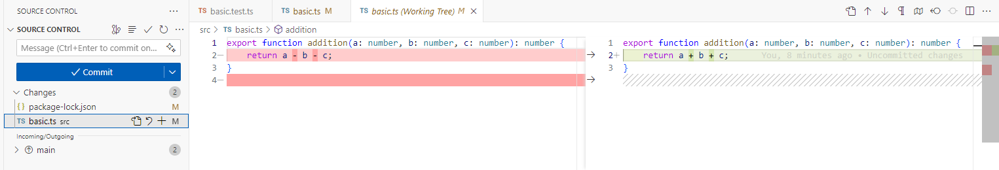 SOURCE CONTROL
SOURCE CONTROL
Message (Ctrl+Enter to commit on...
Commit
Changes 2
{} package-lock.json M
TS basic.ts src M
Incoming/Outgoing
main 2
TS basic.test.ts
TS basic.ts M
TS basic.ts (Working Tree) M
src > TS basic.ts > addition
1 export function addition(a: number, b: number, c: number): number {
2− return a - b - c;
3 }
4−
1 export function addition(a: number, b: number, c: number): number {
2+ return a + b + c; You, 8 minutes ago • Uncommitted changes
3 }